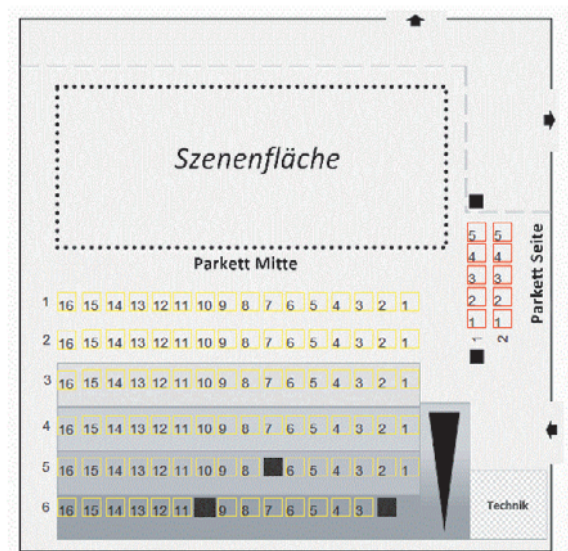 Szenenfläche
Parkett Mitte
Parkett Seite
5 5
4 4
3 3
2 2
1 1
1 2
1 16 15 14 13 12 11 10 9 8 7 6 5 4 3 2 1
2 16 15 14 13 12 11 10 9 8 7 6 5 4 3 2 1
3 16 15 14 13 12 11 10 9 8 7 6 5 4 3 2 1
4 16 15 14 13 12 11 10 9 8 7 6 5 4 3 2 1
5 16 15 14 13 12 11 10 9 8 6 5 4 3 2 1
6 16 15 14 13 12 11 9 8 7 6 5 4 3
Technik